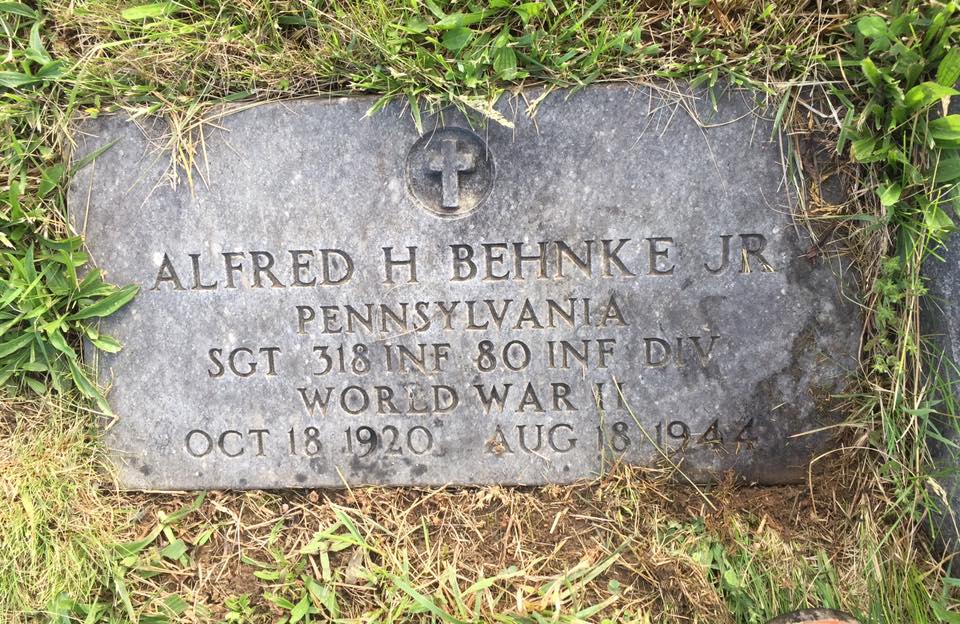 ALFRED H BEHNKE JR
PENNSYLVANIA
SGT 318 INF 80 INF DIV
WORLD WAR II
OCT 18 1920 AUG 18 1944